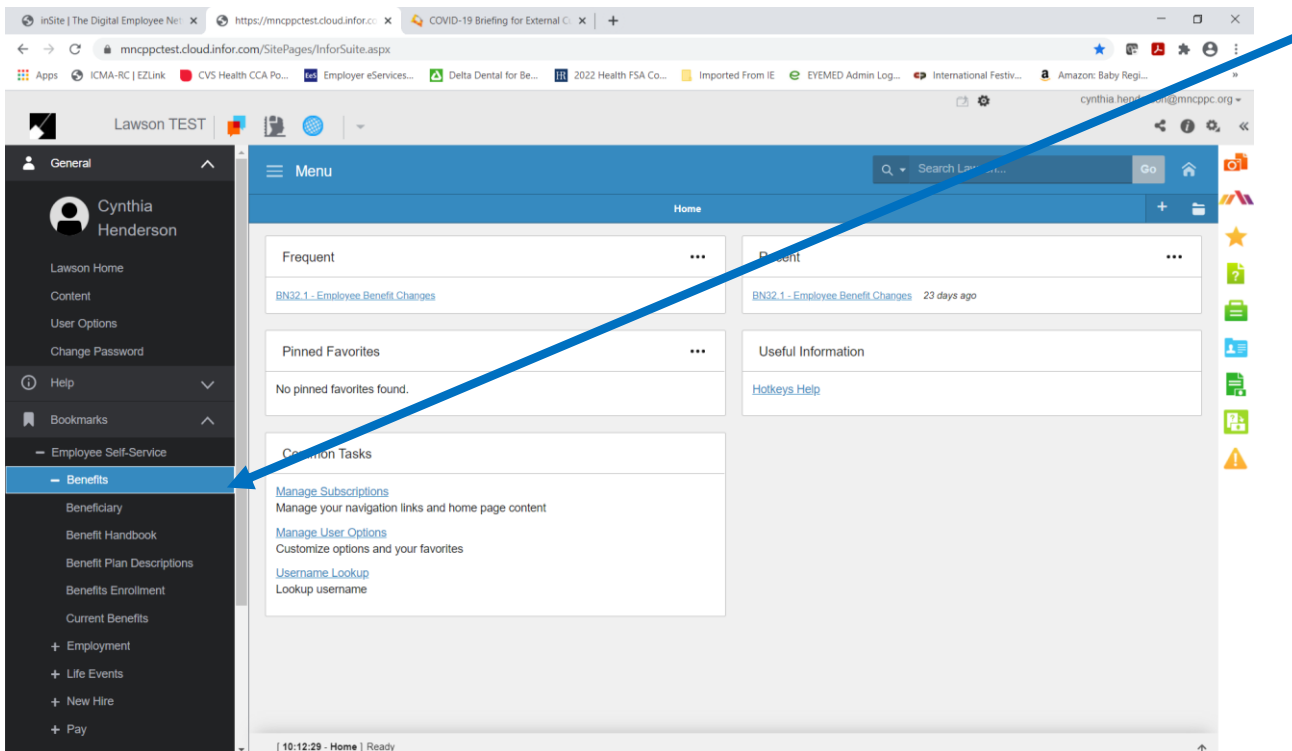 inSite | The Digital Employee Net
https://mncppctest.cloud.infor.co
COVID-19 Briefing for External C
mncppctest.cloud.infor.com/SitePages/InforSuite.aspx
Apps ICMA-RC | EZLink CVS Health CCA Po... Employer eServices... Delta Dental for Be... 2022 Health FSA Co... Imported From IE EYEMED Admin Log... International Festiv... Amazon: Baby Regi... »
Lawson TEST
General
Cynthia
Henderson
Lawson Home
Content
User Options
Change Password
Help
Bookmarks
Employee Self-Service
Benefits
Beneficiary
Benefit Handbook
Benefit Plan Descriptions
Benefits Enrollment
Current Benefits
+ Employment
+ Life Events
+ New Hire
+ Pay
Menu
Go
Home
Frequent
BN32.1 - Employee Benefit Changes
BN32.1 - Employee Benefit Changes 23 days ago
Pinned Favorites
No pinned favorites found.
Useful Information
Hotkeys Help
Tasks
Manage Subscriptions
Manage your navigation links and home page content
Manage User Options
Customize options and your favorites
Username Lookup
Lookup username
[ 10:12:29 - Home ] Ready